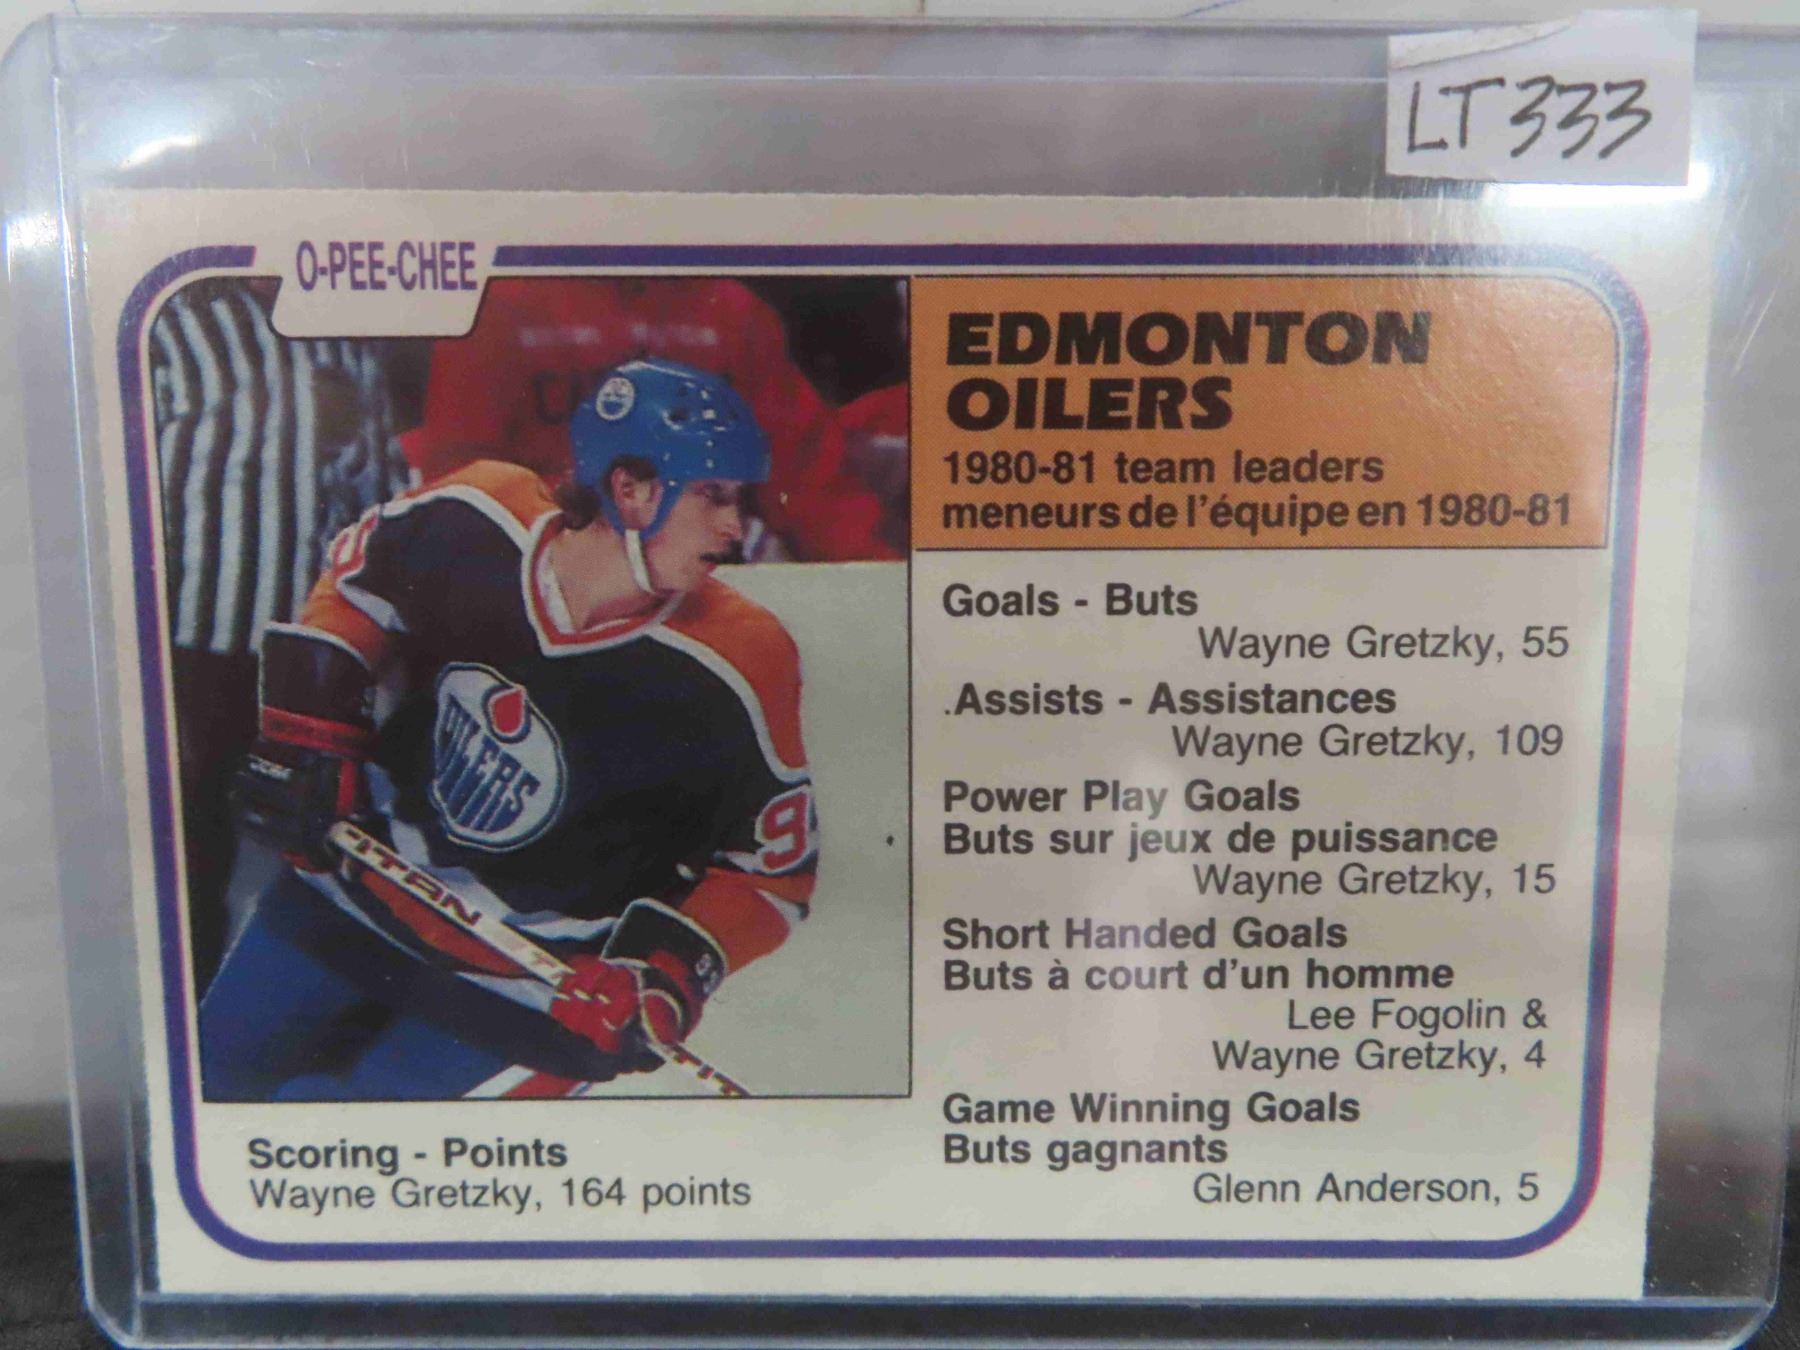 LT333
O-PEE-CHEE
EDMONTON
OILERS
1980-81 team leaders
meneurs de l'équipe en 1980-81
Goals - Buts
Wayne Gretzky, 55
.Assists - Assistances
Wayne Gretzky, 109
Power Play Goals
Buts sur jeux de puissance
Wayne Gretzky, 15
Short Handed Goals
Buts à court d'un homme
Lee Fogolin &
Wayne Gretzky, 4
Game Winning Goals
Buts gagnants
Glenn Anderson, 5
Scoring - Points
Wayne Gretzky, 164 points
OILERS
9
TITAN